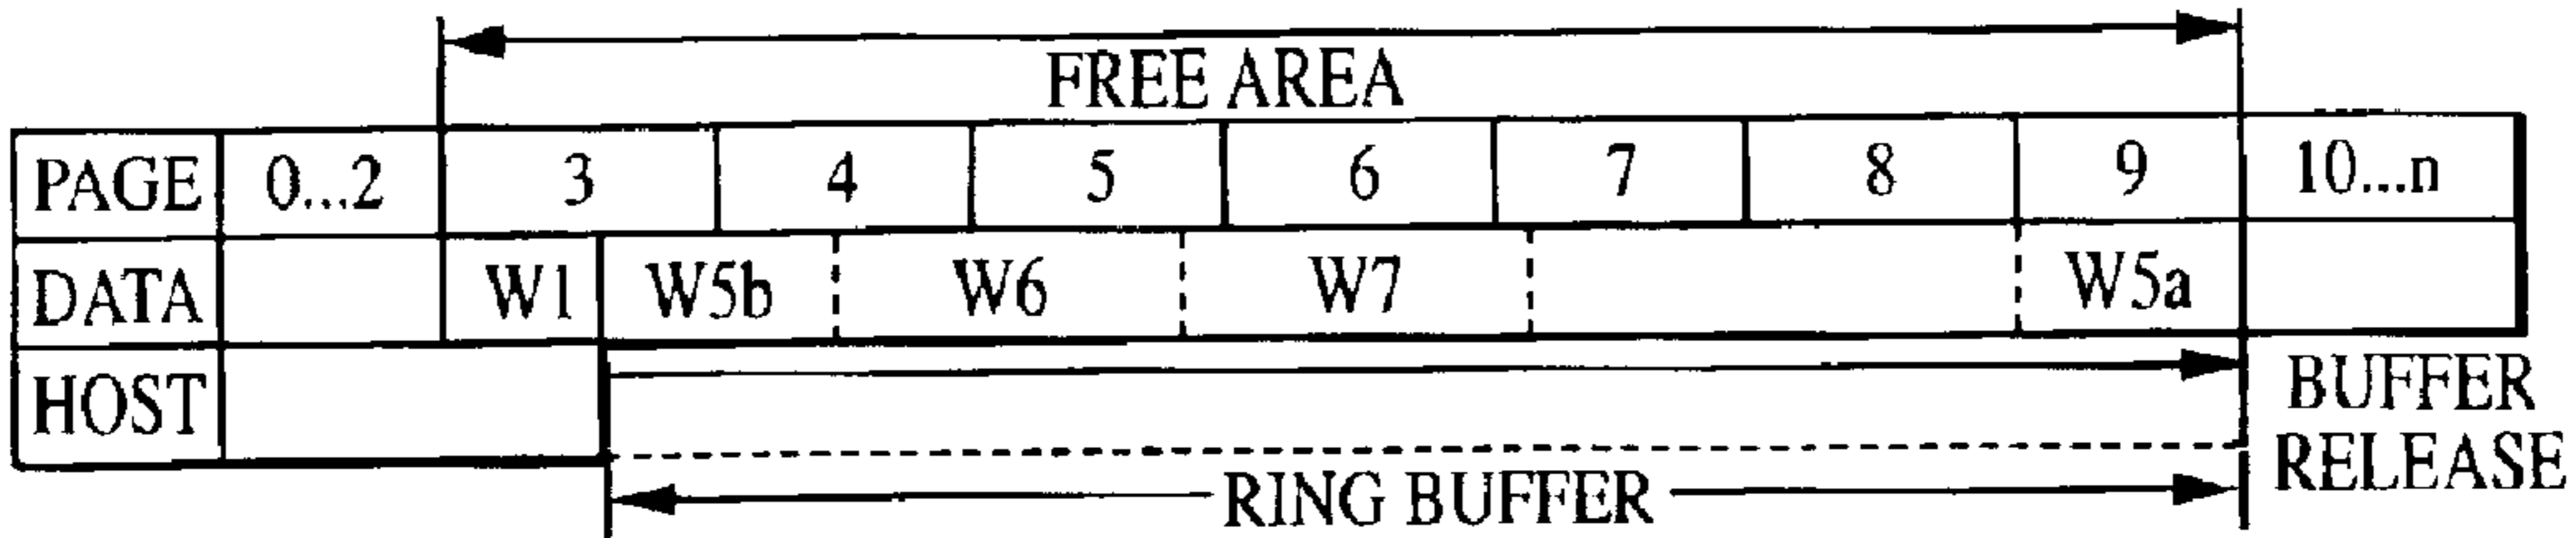 FREE AREA
PAGE 0...2 3 4 5 6 7 8 9 10...n
DATA W1 W5b W6 W7 W5a
HOST
BUFFER
RELEASE
RING BUFFER